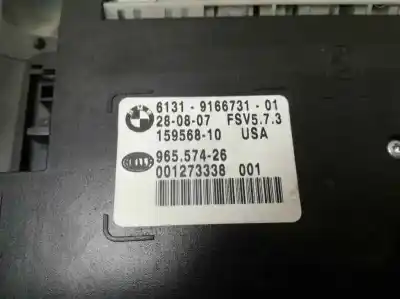 6131 - 9166731 - 01
28-08-07 FSV5.7.3
159568-10 USA
965.574-26
001273338 001